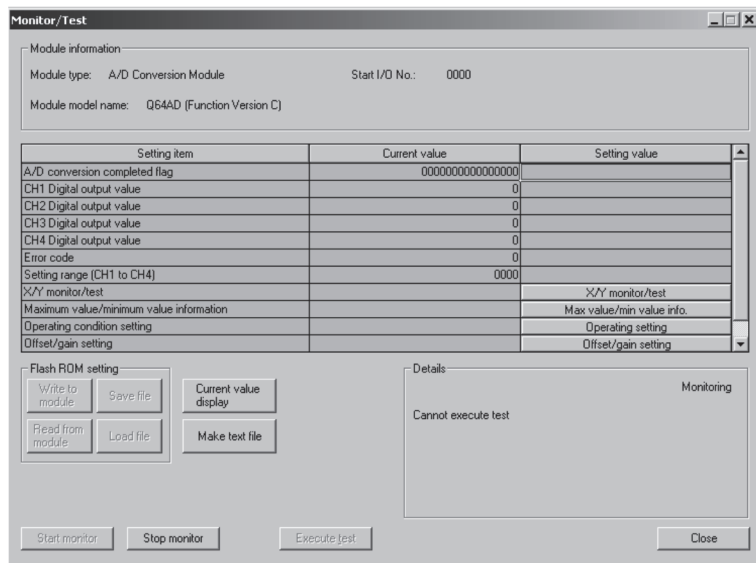 Monitor/Test
Module information
Module type: A/D Conversion Module Start I/O No.: 0000
Module model name: Q64AD (Function Version C)
Setting item Current value Setting value
A/D conversion completed flag 0000000000000000
CH1 Digital output value 0
CH2 Digital output value 0
CH3 Digital output value 0
CH4 Digital output value 0
Error code 0
Setting range (CH1 to CH4) 0000
X/Y monitor/test X/Y monitor/test
Maximum value/minimum value information Max value/min value info.
Operating condition setting Operating setting
Offset/gain setting Offset/gain setting
Flash ROM setting
Write to module
Save file
Current value display
Read from module
Load file
Make text file
Details
Monitoring
Cannot execute test
Start monitor Stop monitor Execute test Close